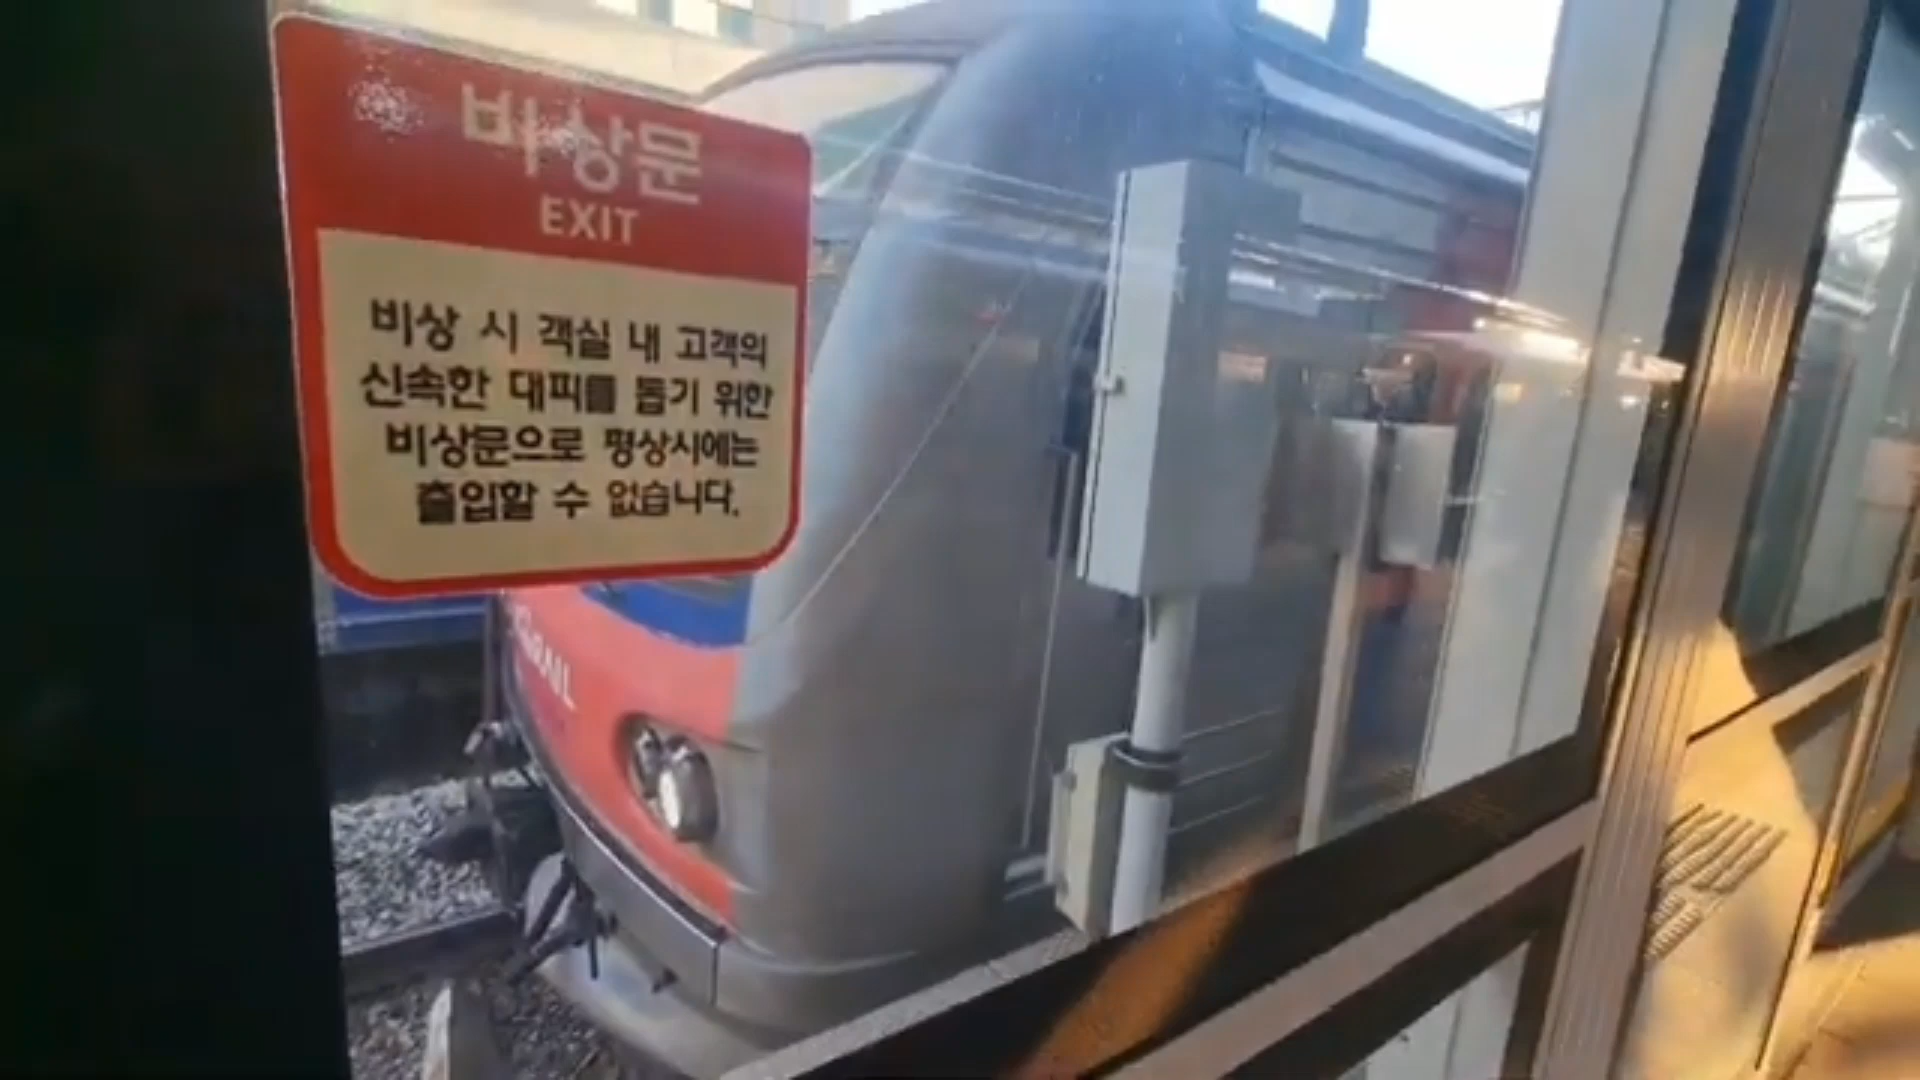 비상문
EXIT
비상 시 객실 내 고객의
신속한 대피를 돕기 위한
비상문으로 평상시에는
출입할 수 없습니다.
KORAIL